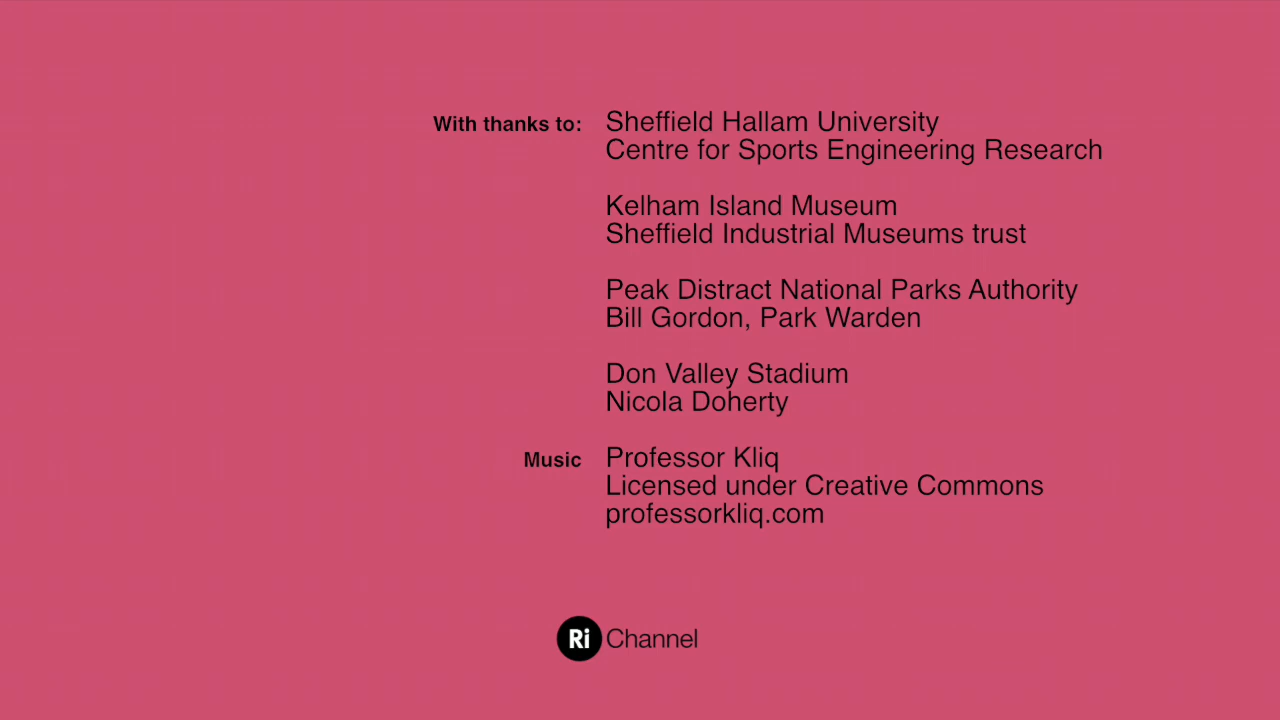 With thanks to: Sheffield Hallam University
Centre for Sports Engineering Research
Kelham Island Museum
Sheffield Industrial Museums trust
Peak Distract National Parks Authority
Bill Gordon, Park Warden
Don Valley Stadium
Nicola Doherty
Music Professor Kliq
Licensed under Creative Commons
professorkliq.com
Ri Channel